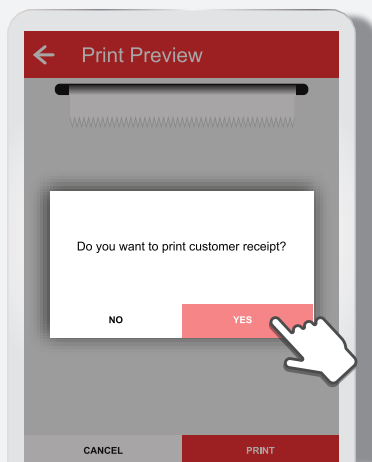 Print Preview
Do you want to print customer receipt?
NO YES
CANCEL PRINT